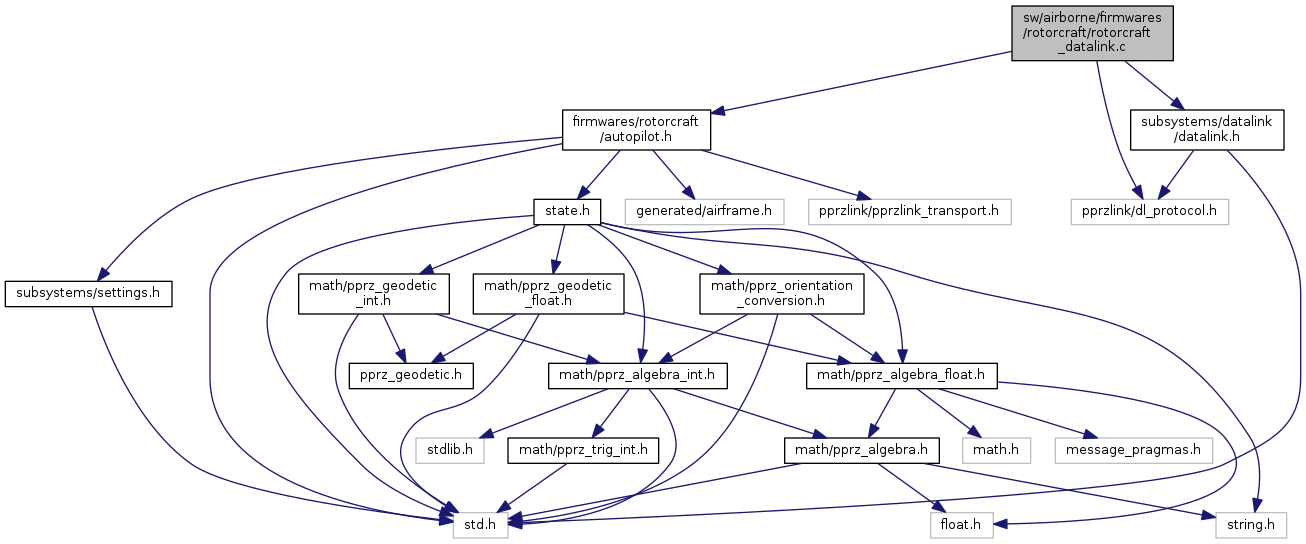 sw/airborne/firmwares
/rotorcraft/rotorcraft
_datalink.c
firmwares/rotorcraft
/autopilot.h
subsystems/datalink
/datalink.h
state.h
generated/airframe.h
pprzlink/pprzlink_transport.h
pprzlink/dl_protocol.h
subsystems/settings.h
math/pprz_geodetic
_int.h
math/pprz_geodetic
_float.h
math/pprz_orientation
_conversion.h
pprz_geodetic.h
math/pprz_algebra_int.h
math/pprz_algebra_float.h
stdlib.h
math/pprz_trig_int.h
math/pprz_algebra.h
math.h
message_pragmas.h
std.h
float.h
string.h